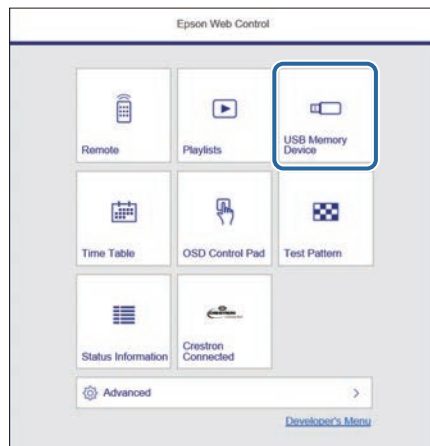 Epson Web Control
Remote
Playlists
USB Memory
Device
Time Table
OSD Control Pad
Test Pattern
Status Information
Crestron
Connected
Advanced
Developer's Menu